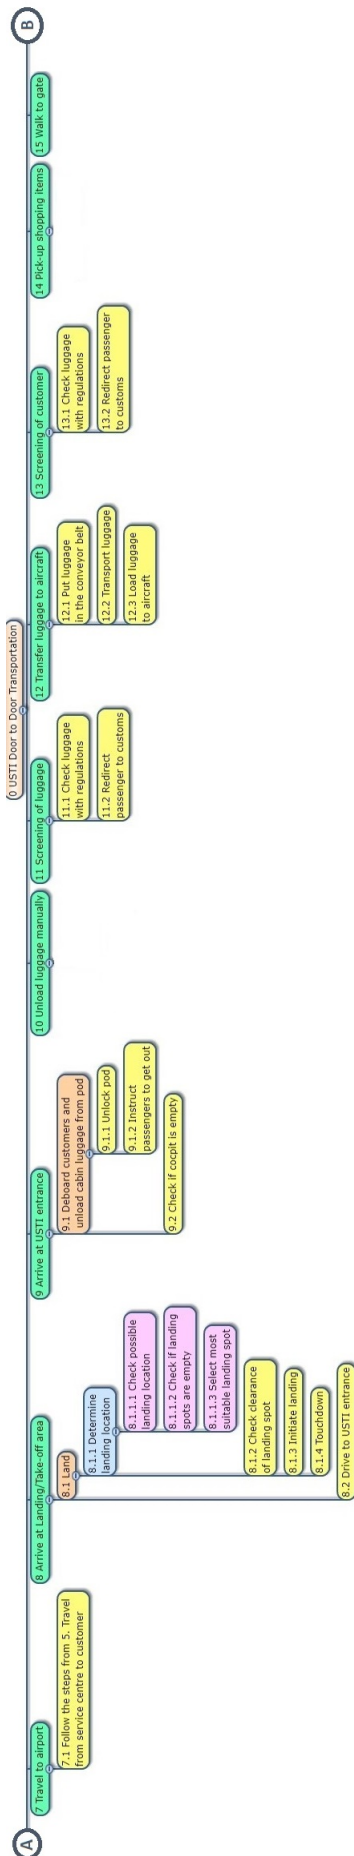 A
0 USTI Door to Door Transportation
B
7 Travel to airport
7.1 Follow the steps from 5. Travel
from service centre to customer
8 Arrive at Landing/Take-off area
8.1 Land
8.1.1 Determine
landing location
8.1.1.1 Check possible
landing location
8.1.1.2 Check if landing
spots are empty
8.1.1.3 Select most
suitable landing spot
8.1.2 Check clearance
of landing spot
8.1.3 Initiate landing
8.1.4 Touchdown
8.2 Drive to USTI entrance
9 Arrive at USTI entrance
9.1 Deboard customers and
unload cabin luggage from pod
9.1.1 Unlock pod
9.1.2 Instruct
passengers to get out
9.2 Check if cocpit is empty
10 Unload luggage manually
11 Screening of luggage
11.1 Check luggage
with regulations
11.2 Redirect
passenger to customs
12 Transfer luggage to aircraft
12.1 Put luggage
in the conveyor belt
12.2 Transport luggage
12.3 Load luggage
to aircraft
13 Screening of customer
13.1 Check luggage
with regulations
13.2 Redirect passenger
to customs
14 Pick-up shopping items
15 Walk to gate